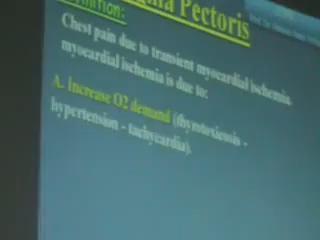 Pectoris
Definition:
Chest pain due to transient myocardial ischemia.
myocardial ischemia is due to:
A. Increase O2 demand (thyrotoxicosis -
hypertension - tachycardia).